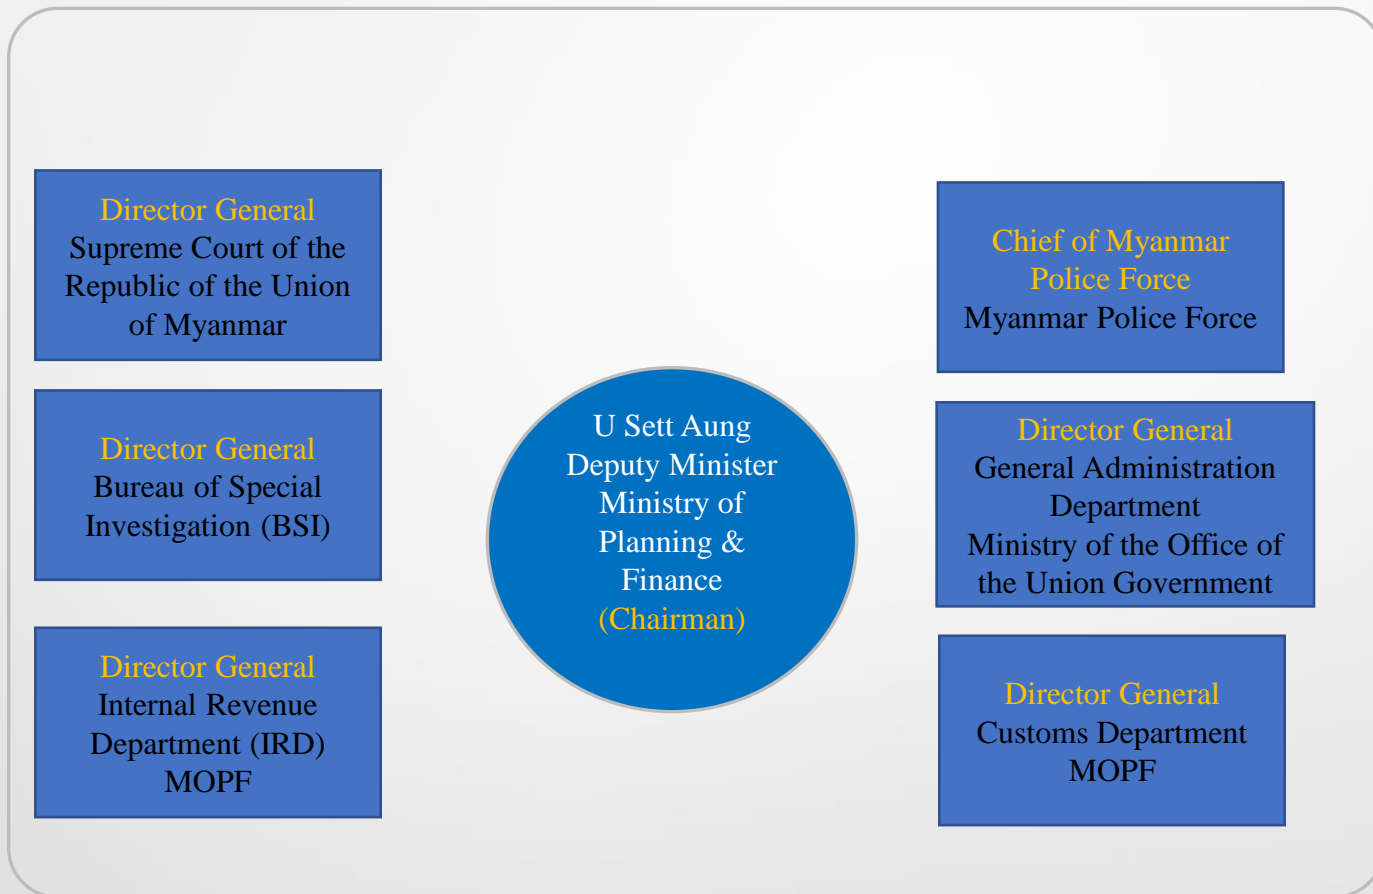 Director General
Supreme Court of the
Republic of the Union
of Myanmar
Director General
Bureau of Special
Investigation (BSI)
Director General
Internal Revenue
Department (IRD)
MOPF
U Sett Aung
Deputy Minister
Ministry of
Planning &
Finance
(Chairman)
Chief of Myanmar
Police Force
Myanmar Police Force
Director General
General Administration
Department
Ministry of the Office of
the Union Government
Director General
Customs Department
MOPF